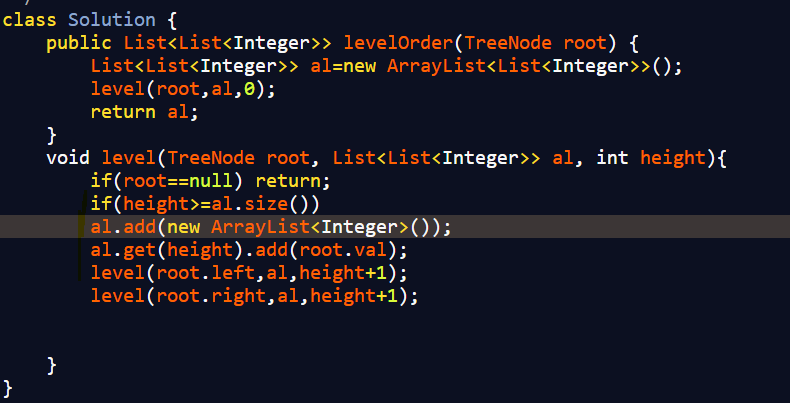 class Solution {
    public List<List<Integer>> levelOrder(TreeNode root) {
        List<List<Integer>> al=new ArrayList<List<Integer>>();
        level(root,al,0);
        return al;
    }
    void level(TreeNode root, List<List<Integer>> al, int height){
        if(root==null) return;
        if(height>=al.size())
        al.add(new ArrayList<Integer>());
        al.get(height).add(root.val);
        level(root.left,al,height+1);
        level(root.right,al,height+1);
    }
}